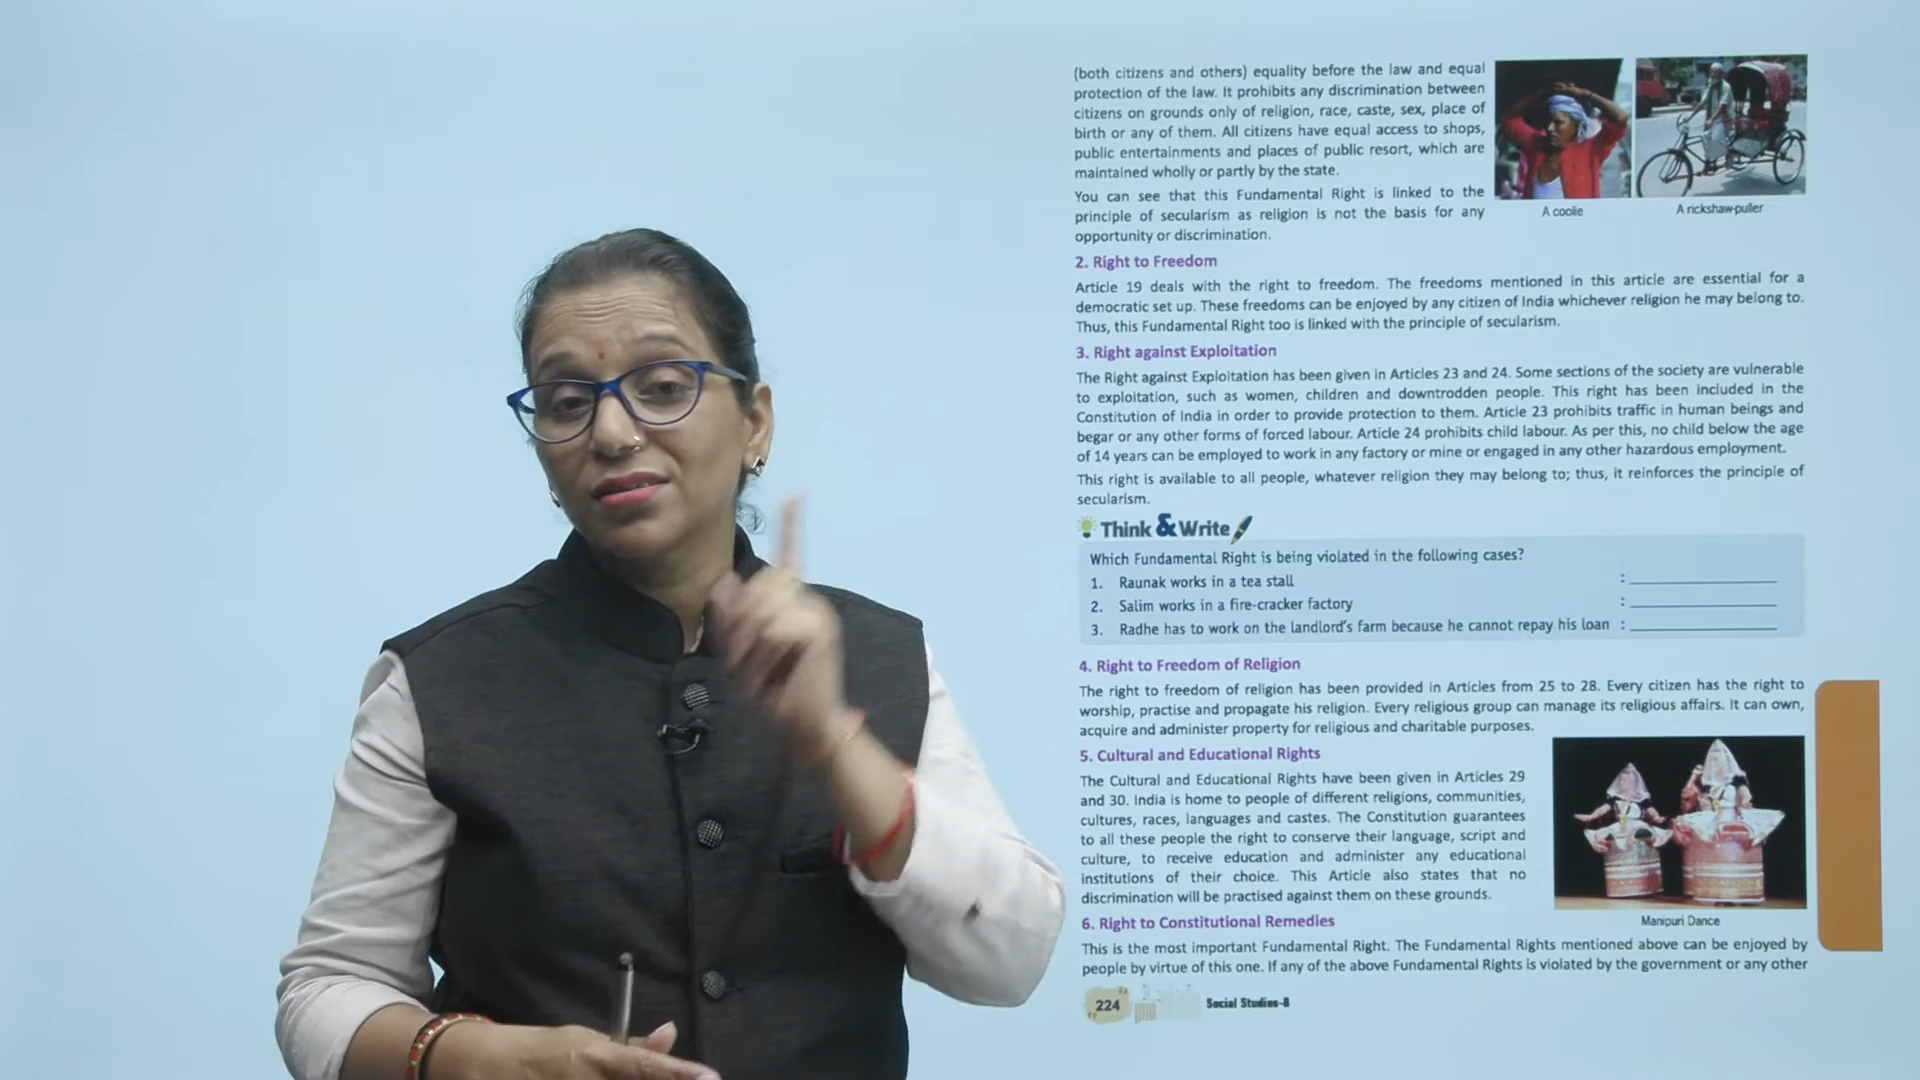 (both citizens and others) equality before the law and equal
protection of the law. It prohibits any discrimination between
citizens on grounds only of religion, race, caste, sex, place of
birth or any of them. All citizens have equal access to shops,
public entertainments and places of public resort, which are
maintained wholly or partly by the state.
You can see that this Fundamental Right is linked to the
principle of secularism as religion is not the basis for any
opportunity or discrimination.
A coolie
A rickshaw-puller
2. Right to Freedom
Article 19 deals with the right to freedom. The freedoms mentioned in this article are essential for a
democratic set up. These freedoms can be enjoyed by any citizen of India whichever religion he may belong to.
Thus, this Fundamental Right too is linked with the principle of secularism.
3. Right against Exploitation
The Right against Exploitation has been given in Articles 23 and 24. Some sections of the society are vulnerable
to exploitation, such as women, children and downtrodden people. This right has been included in the
Constitution of India in order to provide protection to them. Article 23 prohibits traffic in human beings and
begar or any other forms of forced labour. Article 24 prohibits child labour. As per this, no child below the age
of 14 years can be employed to work in any factory or mine or engaged in any other hazardous employment.
This right is available to all people, whatever religion they may belong to; thus, it reinforces the principle of
secularism.
Think & Write
Which Fundamental Right is being violated in the following cases?
1. Raunak works in a tea stall :
2. Salim works in a fire-cracker factory :
3. Radhe has to work on the landlord's farm because he cannot repay his loan :
4. Right to Freedom of Religion
The right to freedom of religion has been provided in Articles from 25 to 28. Every citizen has the right to
worship, practise and propagate his religion. Every religious group can manage its religious affairs. It can own,
acquire and administer property for religious and charitable purposes.
5. Cultural and Educational Rights
The Cultural and Educational Rights have been given in Articles 29
and 30. India is home to people of different religions, communities,
cultures, races, languages and castes. The Constitution guarantees
to all these people the right to conserve their language, script and
culture, to receive education and administer any educational
institutions of their choice. This Article also states that no
discrimination will be practised against them on these grounds.
Manipuri Dance
6. Right to Constitutional Remedies
This is the most important Fundamental Right. The Fundamental Rights mentioned above can be enjoyed by
people by virtue of this one. If any of the above Fundamental Rights is violated by the government or any other
224
Social Studies-8